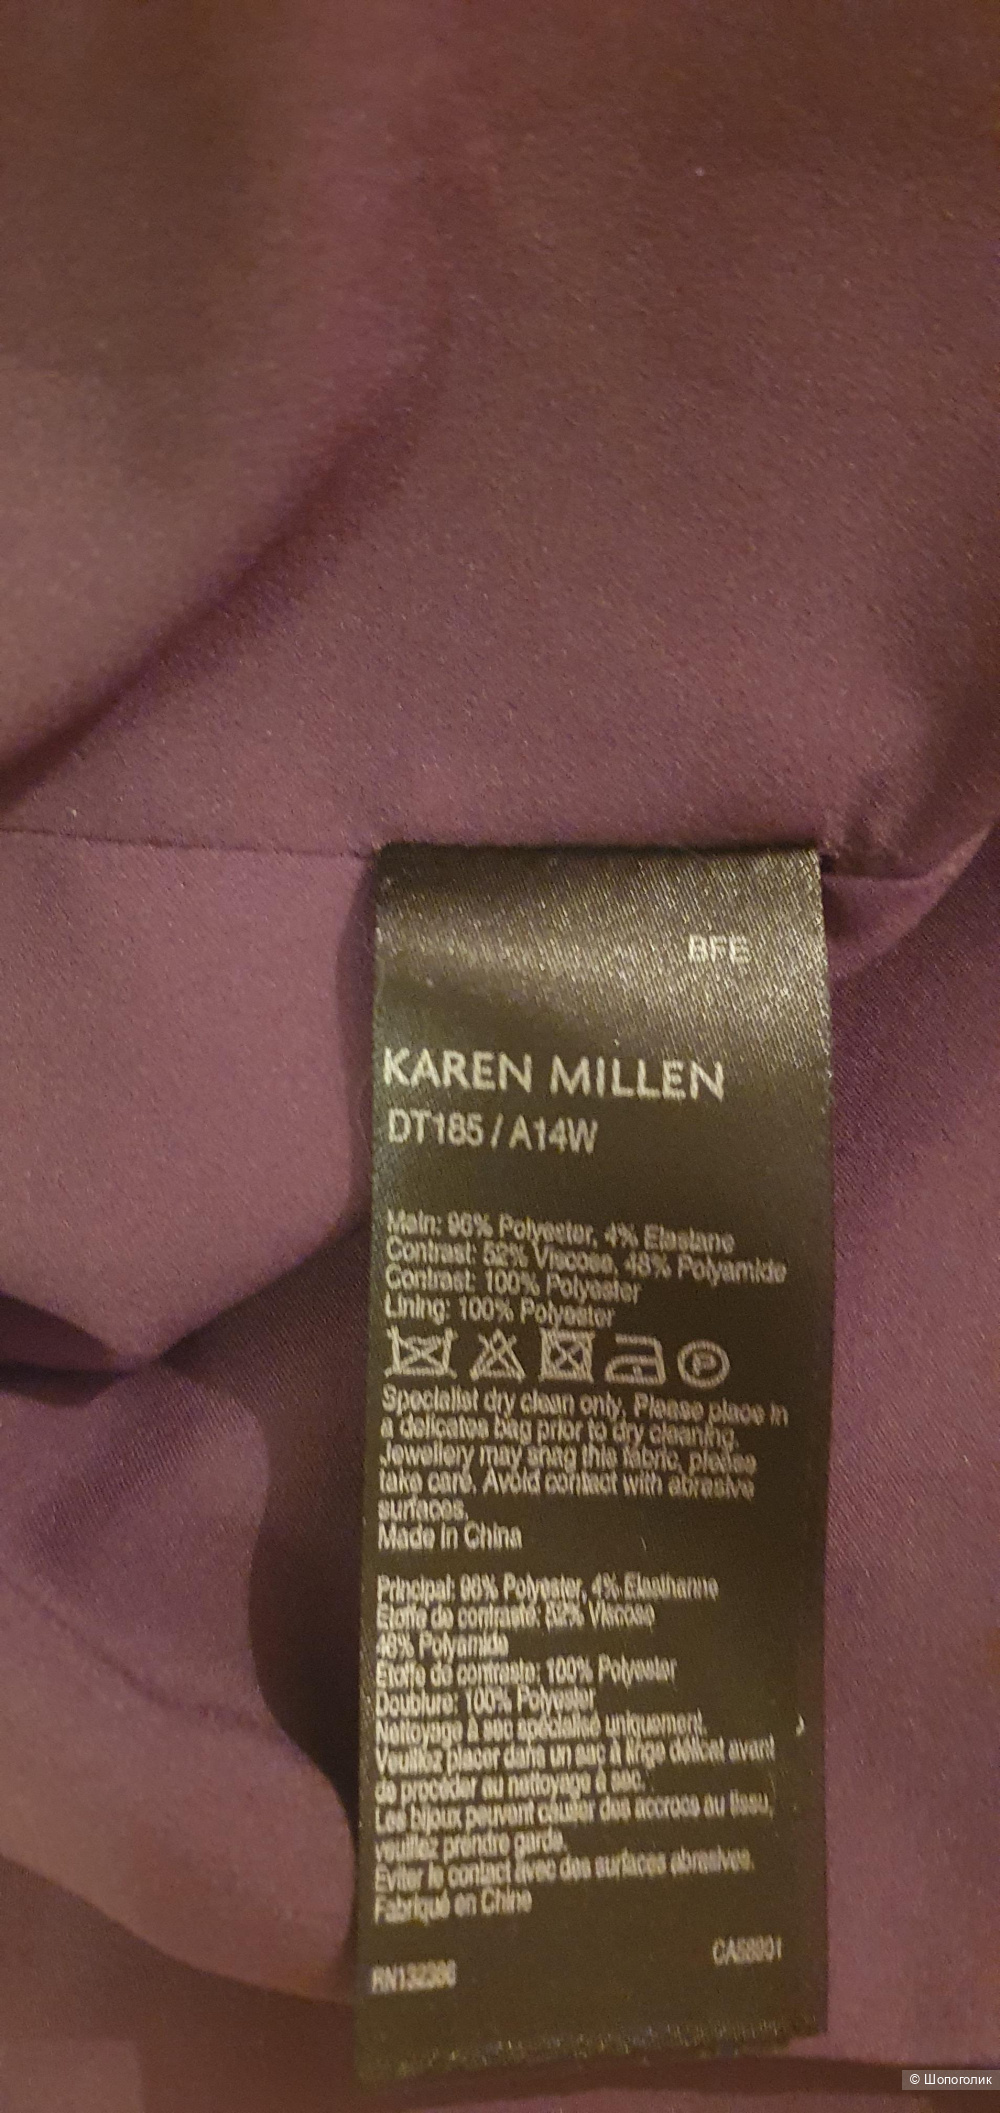 BFE
KAREN MILLEN
DT185 / A14W
Main: 96% Polyester, 4% Elastane
Contrast: 52% Viscose, 48% Polyamide
Contrast: 100% Polyester
Lining: 100% Polyester
P
Specialist dry clean only. Please place in
a delicates bag prior to dry cleaning.
Jewellery may snag this fabric, please
take care. Avoid contact with abrasive
surfaces.
Made in China
Principal: 96% Polyester, 4% Elasthanne
Etoffe de contraste: 52% Viscose
48% Polyamide
Etoffe de contraste: 100% Polyester
Doublure: 100% Polyester
Nettoyage à sec spécialisé uniquement.
Veuillez placer dans un sac à linge délicat avant
de procéder au nettoyage à sec.
Les bijoux peuvent causer des accrocs au tissu,
veuillez prendre garde.
Eviter le contact avec des surfaces abrasives.
Fabriqué en Chine
© Шопоголик